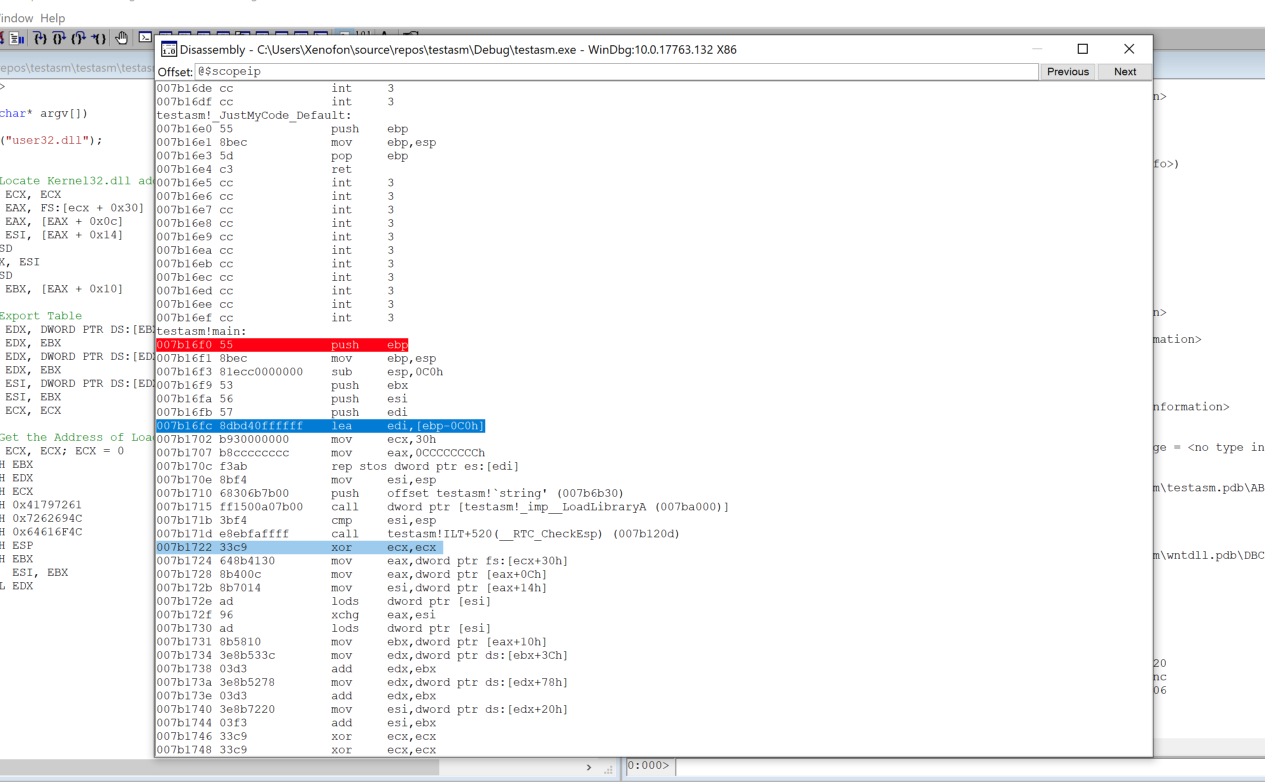 indow Help
Disassembly - C:\Users\Xenofon\source\repos\testasm\Debug\testasm.exe - WinDbg:10.0.17763.132 X86
epos\testasm\testasm\testas
Offset: @$scopeip Previous Next
007b16de cc int 3
007b16df cc int 3
testasm!_JustMyCode_Default:
007b16e0 55 push ebp
007b16e1 8bec mov ebp,esp
007b16e3 5d pop ebp
007b16e4 c3 ret
007b16e5 cc int 3
007b16e6 cc int 3
007b16e7 cc int 3
007b16e8 cc int 3
007b16e9 cc int 3
007b16ea cc int 3
007b16eb cc int 3
007b16ec cc int 3
007b16ed cc int 3
007b16ee cc int 3
007b16ef cc int 3
testasm!main:
007b16f0 55 push ebp
007b16f1 8bec mov ebp,esp
007b16f3 81ecc0000000 sub esp,0C0h
007b16f9 53 push ebx
007b16fa 56 push esi
007b16fb 57 push edi
007b16fc 8dbd40ffffff lea edi,[ebp-0C0h]
007b1702 b930000000 mov ecx,30h
007b1707 b8cccccccc mov eax,0CCCCCCCCh
007b170c f3ab rep stos dword ptr es:[edi]
007b170e 8bf4 mov esi,esp
007b1710 68306b7b00 push offset testasm!`string' (007b6b30)
007b1715 ff1500a07b00 call dword ptr [testasm!_imp__LoadLibraryA (007ba000)]
007b171b 3bf4 cmp esi,esp
007b171d e8ebfaffff call testasm!ILT+520(__RTC_CheckEsp) (007b120d)
007b1722 33c9 xor ecx,ecx
007b1724 648b4130 mov eax,dword ptr fs:[ecx+30h]
007b1728 8b400c mov eax,dword ptr [eax+0Ch]
007b172b 8b7014 mov esi,dword ptr [eax+14h]
007b172e ad lods dword ptr [esi]
007b172f 96 xchg eax,esi
007b1730 ad lods dword ptr [esi]
007b1731 8b5810 mov ebx,dword ptr [eax+10h]
007b1734 3e8b533c mov edx,dword ptr ds:[ebx+3Ch]
007b1738 03d3 add edx,ebx
007b173a 3e8b5278 mov edx,dword ptr ds:[edx+78h]
007b173e 03d3 add edx,ebx
007b1740 3e8b7220 mov esi,dword ptr ds:[edx+20h]
007b1744 03f3 add esi,ebx
007b1746 33c9 xor ecx,ecx
007b1748 33c9 xor ecx,ecx
>
char* argv[])
("user32.dll");
Locate Kernel32.dll ad
ECX, ECX
EAX, FS:[ecx + 0x30]
EAX, [EAX + 0x0c]
ESI, [EAX + 0x14]
SD
X, ESI
SD
EBX, [EAX + 0x10]
Export Table
EDX, DWORD PTR DS:[EB
EDX, EBX
EDX, DWORD PTR DS:[ED
EDX, EBX
ESI, DWORD PTR DS:[ED
ESI, EBX
ECX, ECX
Get the Address of Loa
ECX, ECX; ECX = 0
H EBX
H EDX
H ECX
H 0x41797261
H 0x7262694C
H 0x64616F4C
H ESP
H EBX
ESI, EBX
L EDX
n>
fo>)
n>
mation>
nformation>
ge = <no type in
m\testasm.pdb\AB
m\wntdll.pdb\DBC
20
nc
06
0:000>